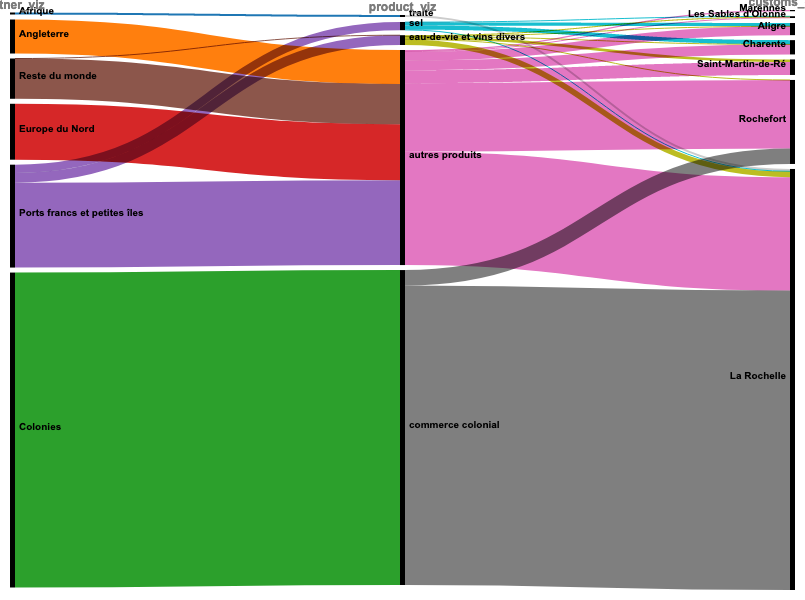 tner_viz
product_viz
customs_
Afrique
Angleterre
Reste du monde
Europe du Nord
Ports francs et petites îles
Colonies
traite
sel
eau-de-vie et vins divers
autres produits
commerce colonial
Marennes
Les Sables d'Olonne
Aligre
Charente
Saint-Martin-de-Ré
Rochefort
La Rochelle